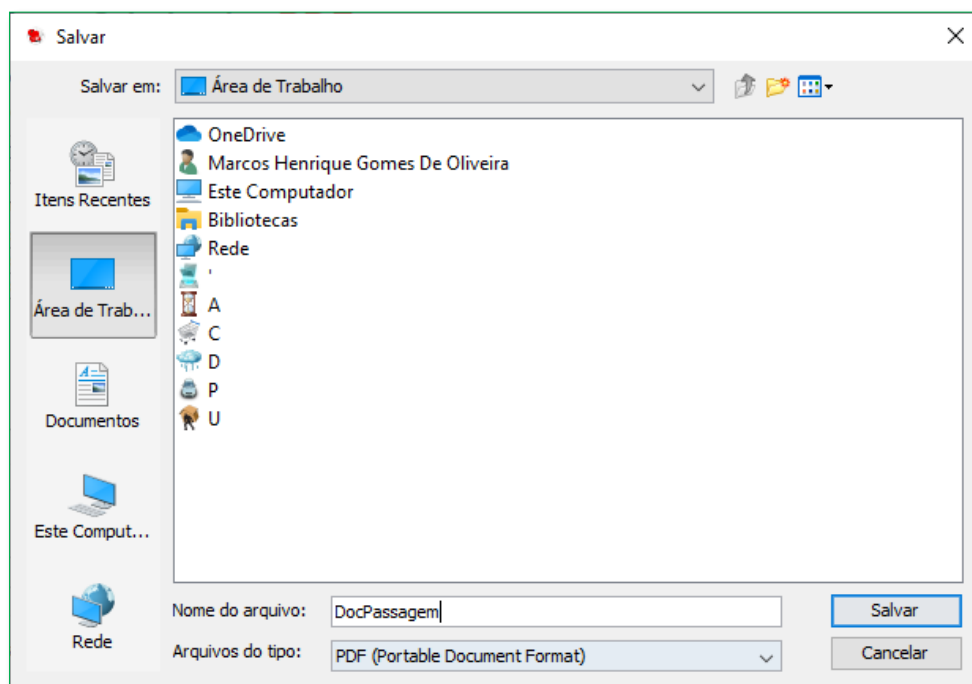 Salvar
Salvar em:
Área de Trabalho
Itens Recentes
Área de Trab...
Documentos
Este Comput...
Rede
OneDrive
Marcos Henrique Gomes De Oliveira
Este Computador
Bibliotecas
Rede
'
A
C
D
P
U
Nome do arquivo:
DocPassagem
Salvar
Arquivos do tipo:
PDF (Portable Document Format)
Cancelar